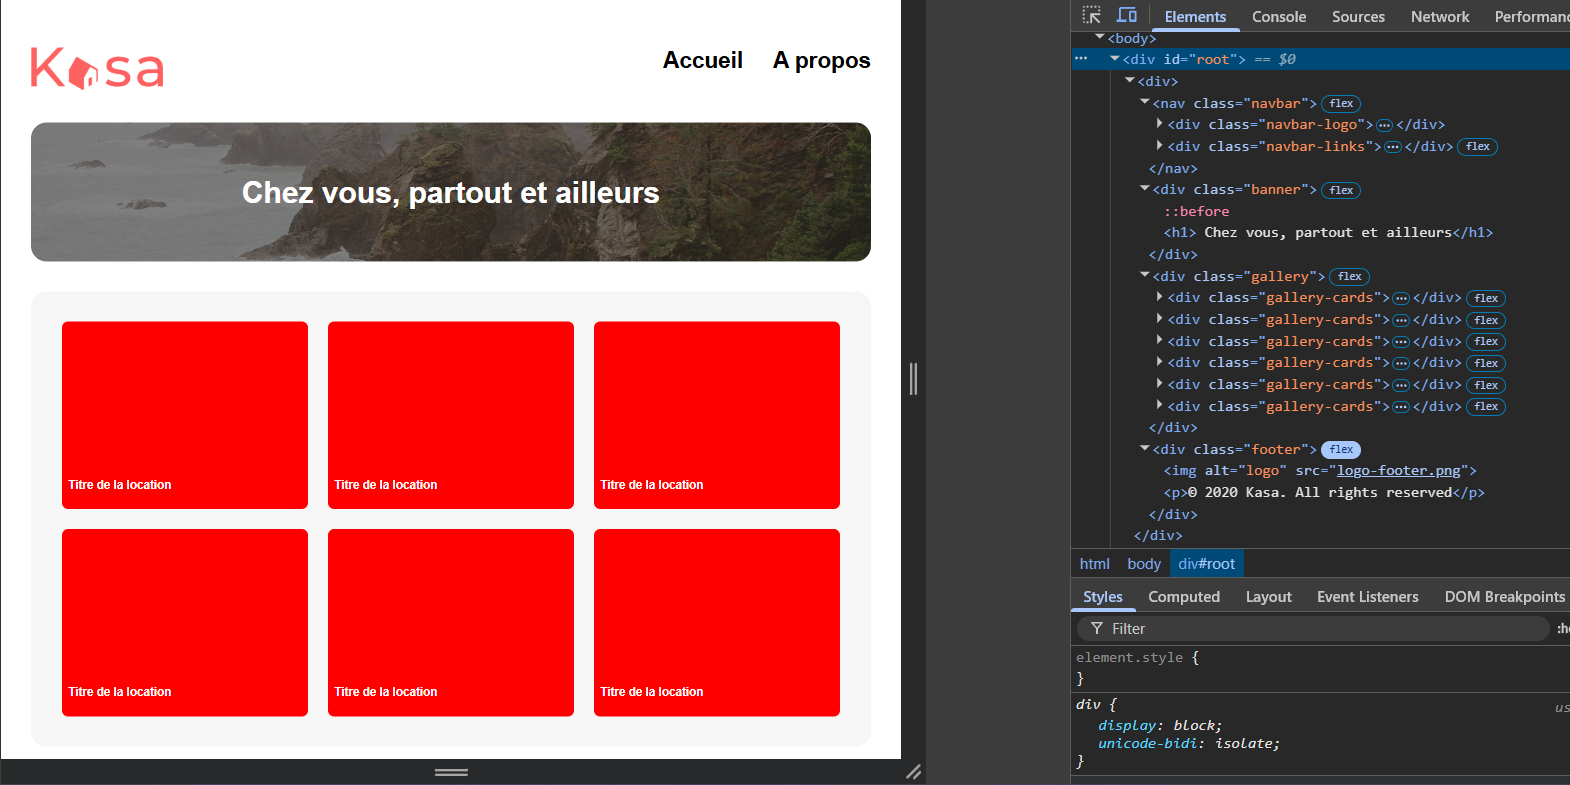 Kasa
Accueil A propos
Chez vous, partout et ailleurs
Titre de la location Titre de la location Titre de la location
Titre de la location Titre de la location Titre de la location
Elements Console Sources Network Performan
<body>
<div id="root"> == $0
<div>
<nav class="navbar"> flex
<div class="navbar-logo"> ... </div>
<div class="navbar-links"> ... </div> flex
</nav>
<div class="banner"> flex
::before
<h1> Chez vous, partout et ailleurs</h1>
</div>
<div class="gallery"> flex
<div class="gallery-cards"> ... </div> flex
<div class="gallery-cards"> ... </div> flex
<div class="gallery-cards"> ... </div> flex
<div class="gallery-cards"> ... </div> flex
<div class="gallery-cards"> ... </div> flex
<div class="gallery-cards"> ... </div> flex
</div>
<div class="footer"> flex
<img alt="logo" src="logo-footer.png">
<p>© 2020 Kasa. All rights reserved</p>
</div>
</div>
html body div#root
Styles Computed Layout Event Listeners DOM Breakpoints
Filter :h
element.style {
}
div { us
display: block;
unicode-bidi: isolate;
}